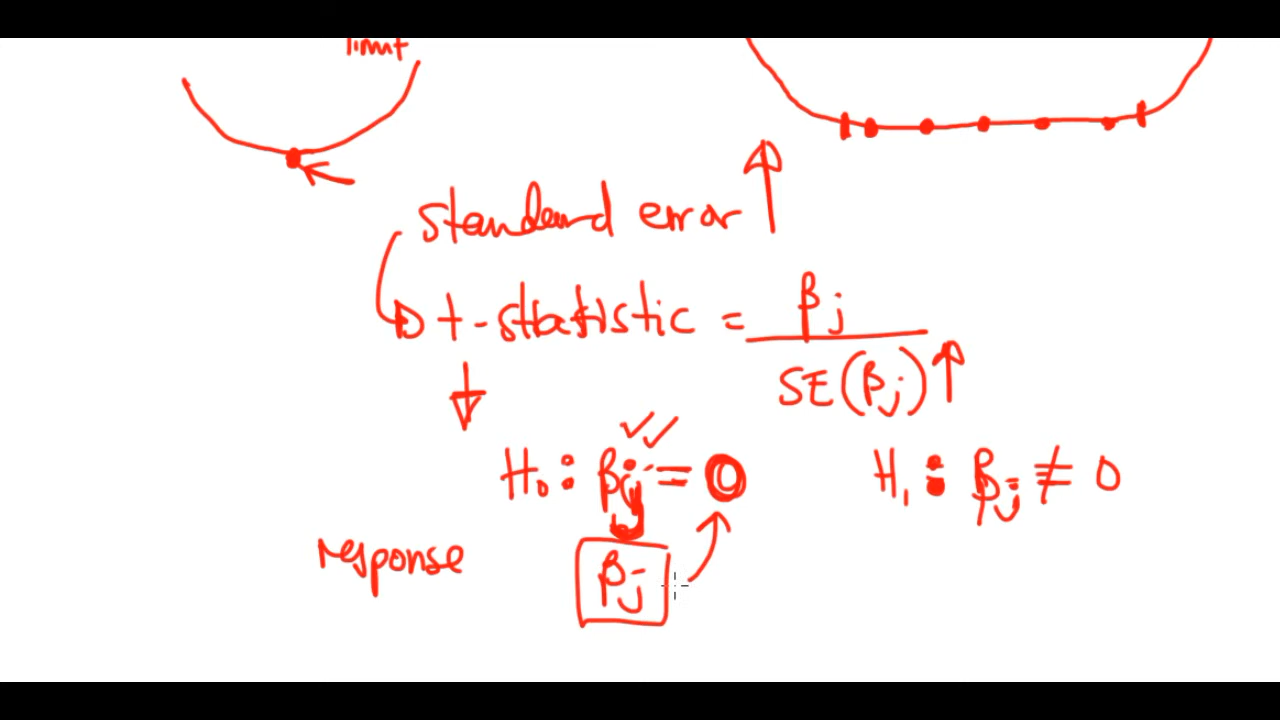 limit
standard error ↑
t-statistic = βj / SE(βj) ↑
H₀ : βj = 0    H₁ : βj ≠ 0
response    βj